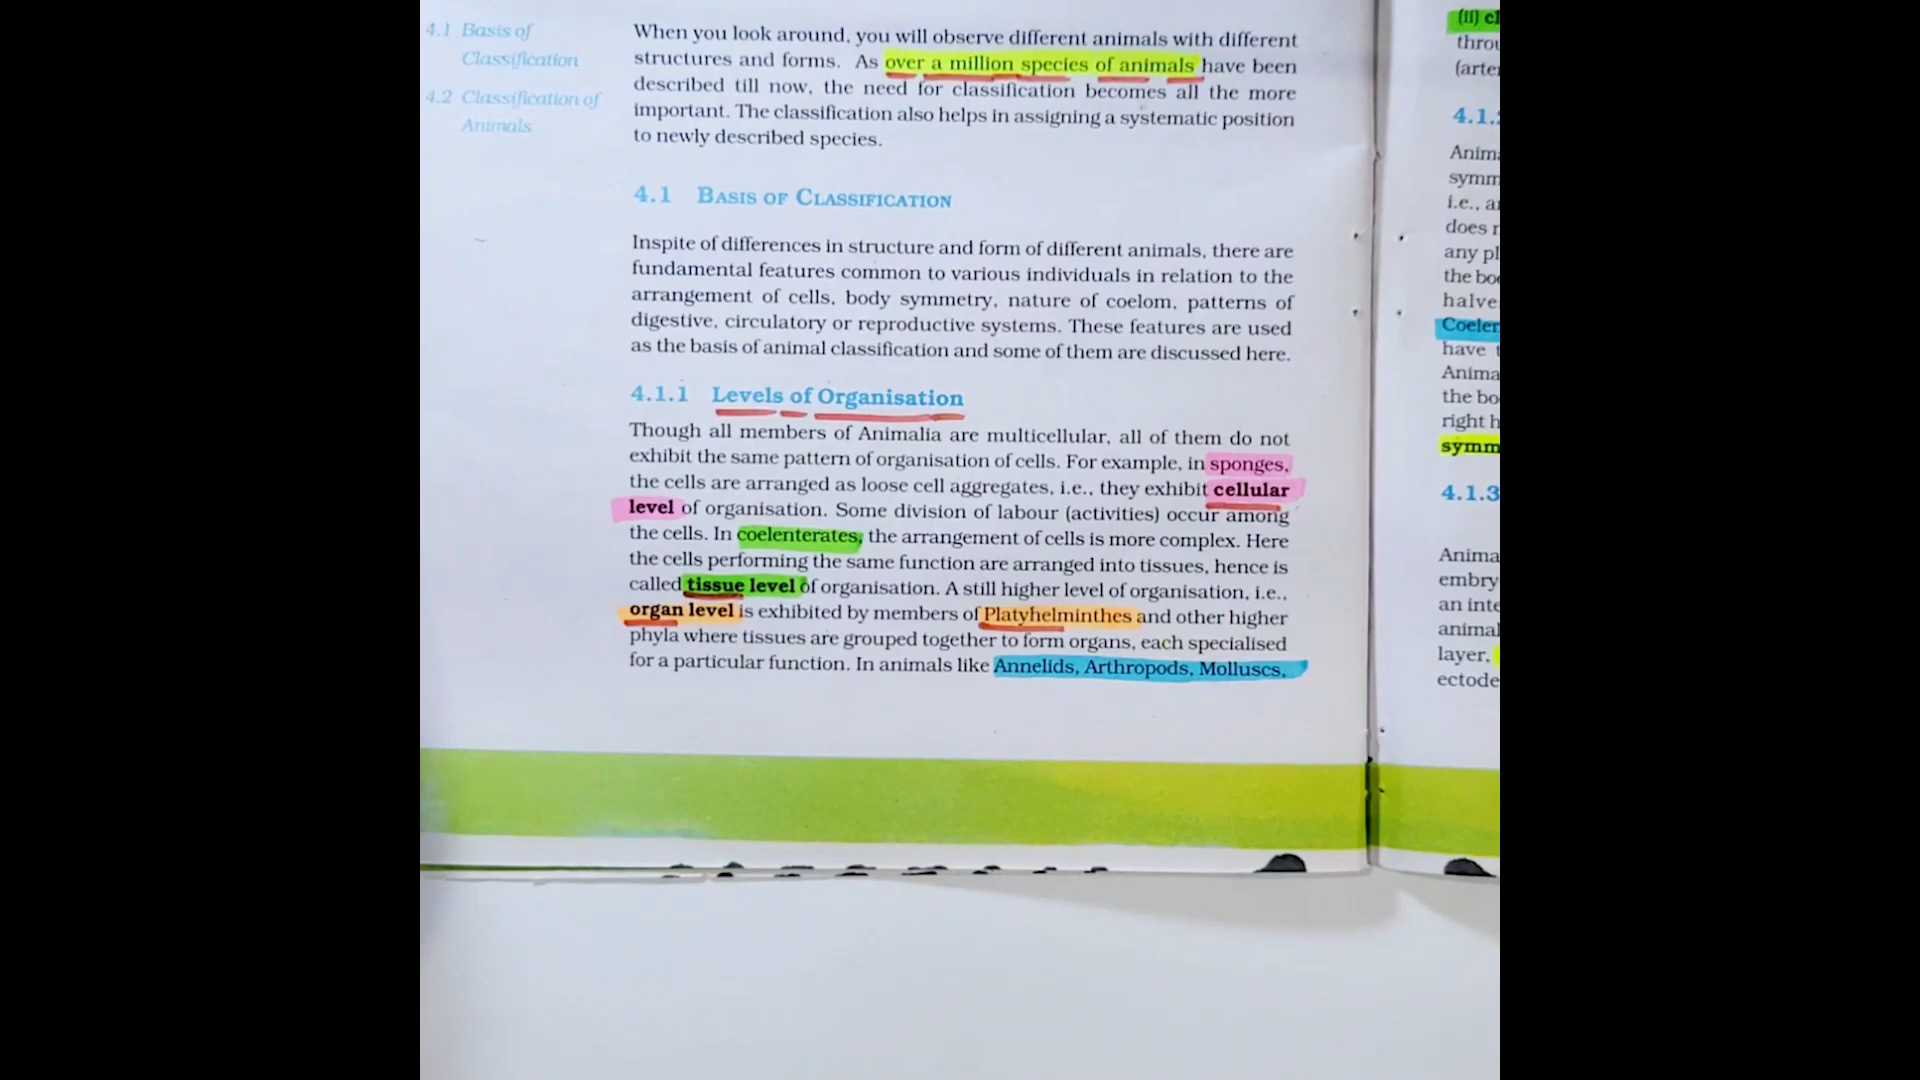 4.1 Basis of
Classification
4.2 Classification of
Animals
When you look around, you will observe different animals with different
structures and forms. As over a million species of animals have been
described till now, the need for classification becomes all the more
important. The classification also helps in assigning a systematic position
to newly described species.
4.1 BASIS OF CLASSIFICATION
Inspite of differences in structure and form of different animals, there are
fundamental features common to various individuals in relation to the
arrangement of cells, body symmetry, nature of coelom, patterns of
digestive, circulatory or reproductive systems. These features are used
as the basis of animal classification and some of them are discussed here.
4.1.1 Levels of Organisation
Though all members of Animalia are multicellular, all of them do not
exhibit the same pattern of organisation of cells. For example, in sponges,
the cells are arranged as loose cell aggregates, i.e., they exhibit cellular
level of organisation. Some division of labour (activities) occur among
the cells. In coelenterates, the arrangement of cells is more complex. Here
the cells performing the same function are arranged into tissues, hence is
called tissue level of organisation. A still higher level of organisation, i.e.,
organ level is exhibited by members of Platyhelminthes and other higher
phyla where tissues are grouped together to form organs, each specialised
for a particular function. In animals like Annelids, Arthropods, Molluscs,
(ii)
4.1.
symm
i.e., a
does
any pl
the
halve
Coelen
have
Anima
the
right
symm
4.1.3
Anima
embry
an
animal
layer,
ectode